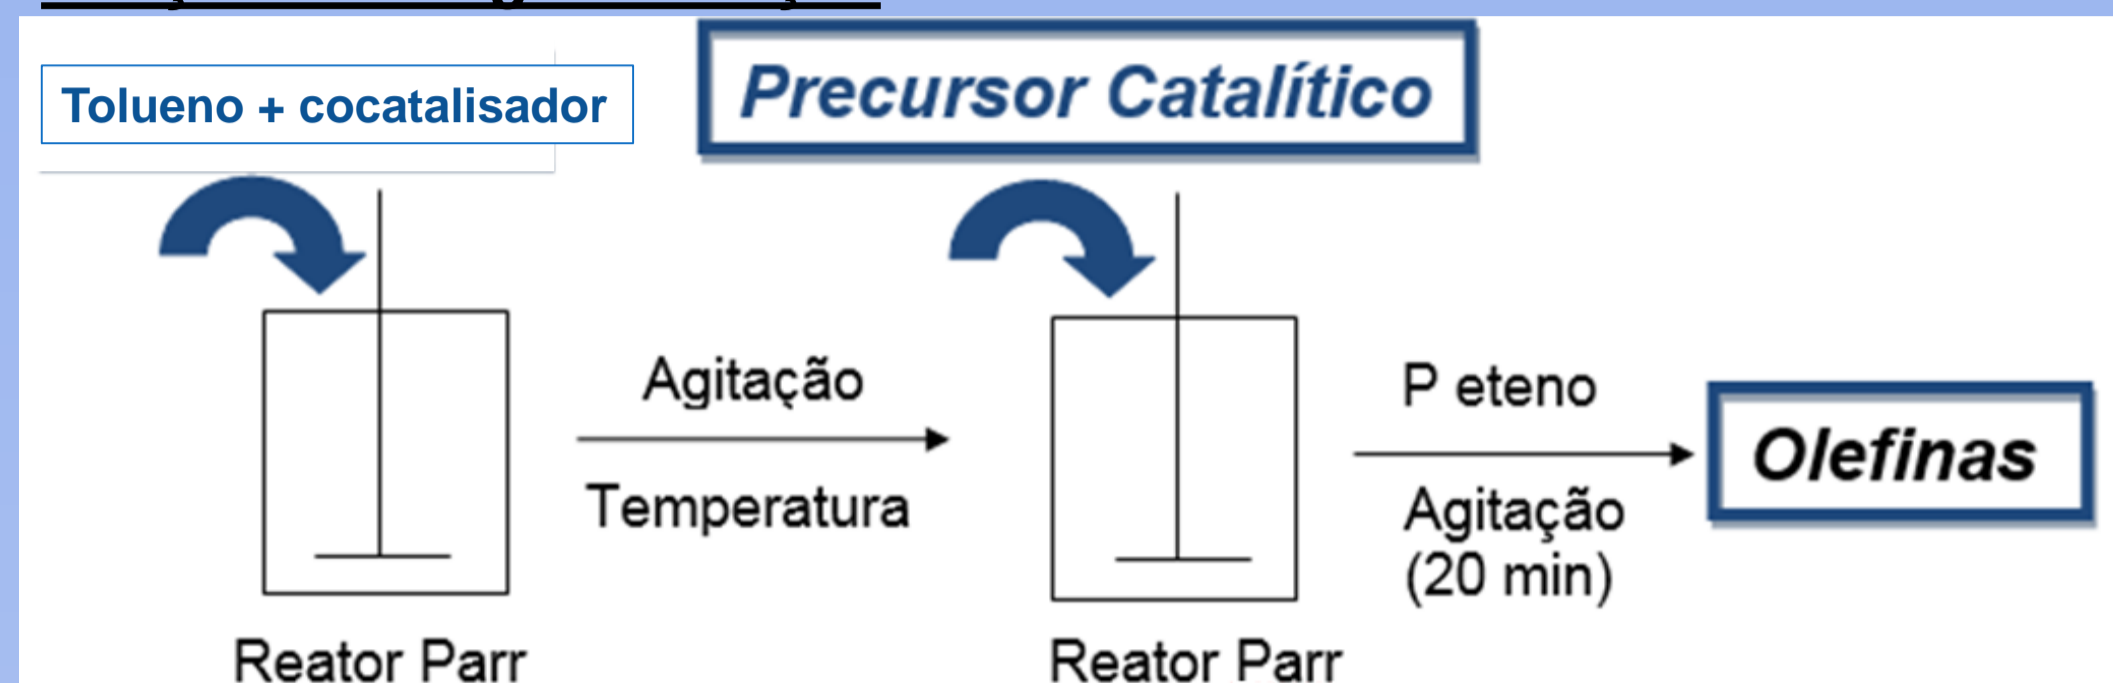 Tolueno + cocatalisador
Precursor Catalítico
Agitação
Temperatura
P eteno
Agitação
(20 min)
Olefinas
Reator Parr
Reator Parr